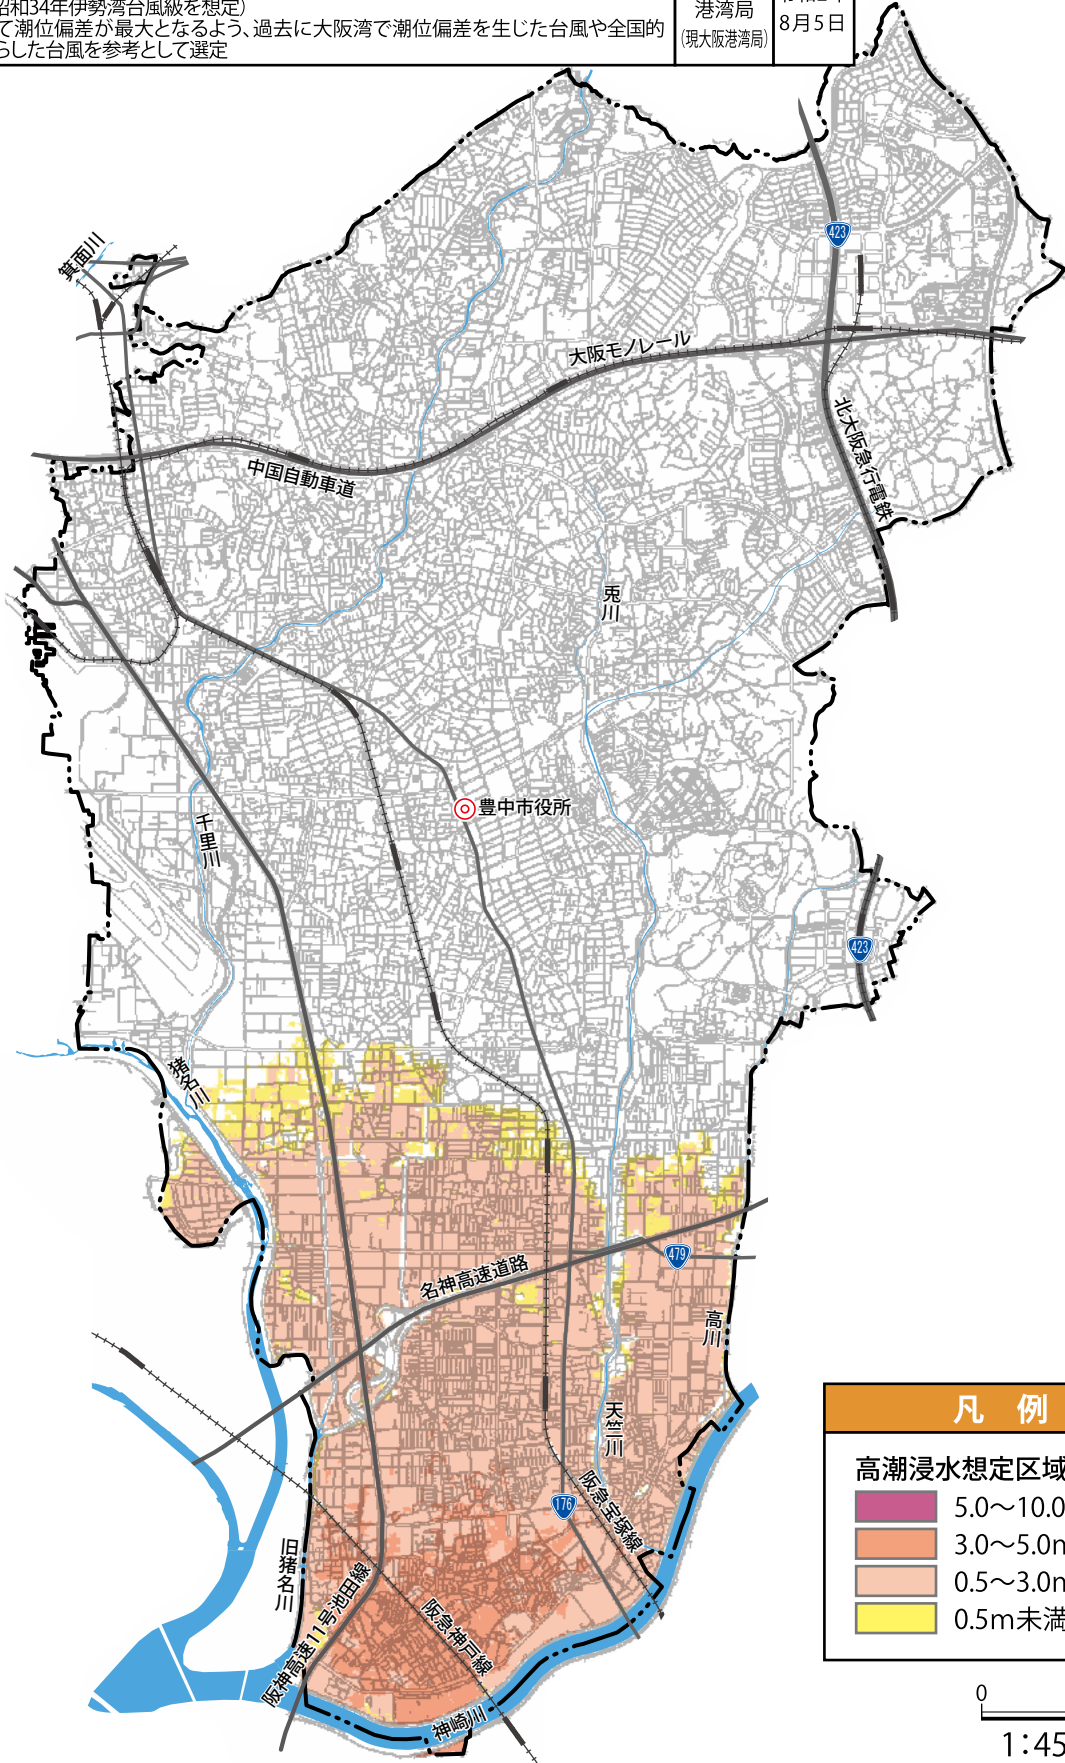 昭和34年伊勢湾台風級を想定)
て潮位偏差が最大となるよう、過去に大阪湾で潮位偏差を生じた台風や全国的
らした台風を参考として選定
港湾局
(現大阪港湾局)
8月5日
423
箕面川
大阪モノレール
北大阪急行電鉄
中国自動車道
兎川
豊中市役所
千里川
423
猪名川
479
名神高速道路
高川
天竺川
176
阪急宝塚線
旧猪名川
阪神高速11号池田線
阪急神戸線
神崎川
凡 例
高潮浸水想定区域
5.0～10.0
3.0～5.0m
0.5～3.0m
0.5m未満
0
1：45